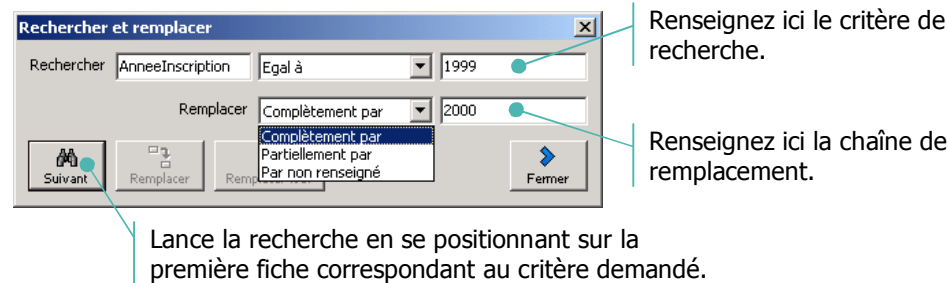 Rechercher et remplacer
Renseignez ici le critère de
recherche.
Rechercher AnneeInscription Egal à 1999
Remplacer Complètement par 2000
Complètement par
Partiellement par
Par non renseigné
Renseignez ici la chaîne de
remplacement.
Suivant Remplacer Fermer
Lance la recherche en se positionnant sur la
première fiche correspondant au critère demandé.